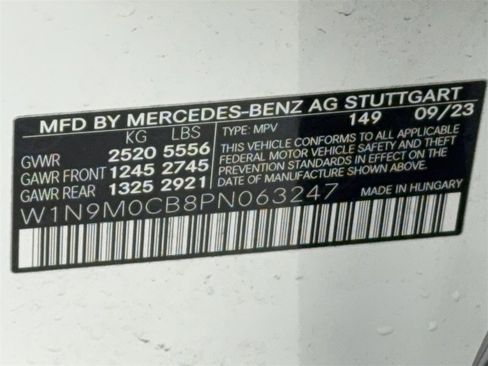 MFD BY MERCEDES-BENZ AG STUTTGART
KG LBS
GVWR 2520 5556
GAWR FRONT 1245 2745
GAWR REAR 1325 2921
TYPE: MPV 149 09/23
THIS VEHICLE CONFORMS TO ALL APPLICABLE
FEDERAL MOTOR VEHICLE SAFETY AND THEFT
PREVENTION STANDARDS IN EFFECT ON THE DATE
OF MANUFACTURE SHOWN ABOVE
W1N9M0CB8PN063247 MADE IN HUNGARY